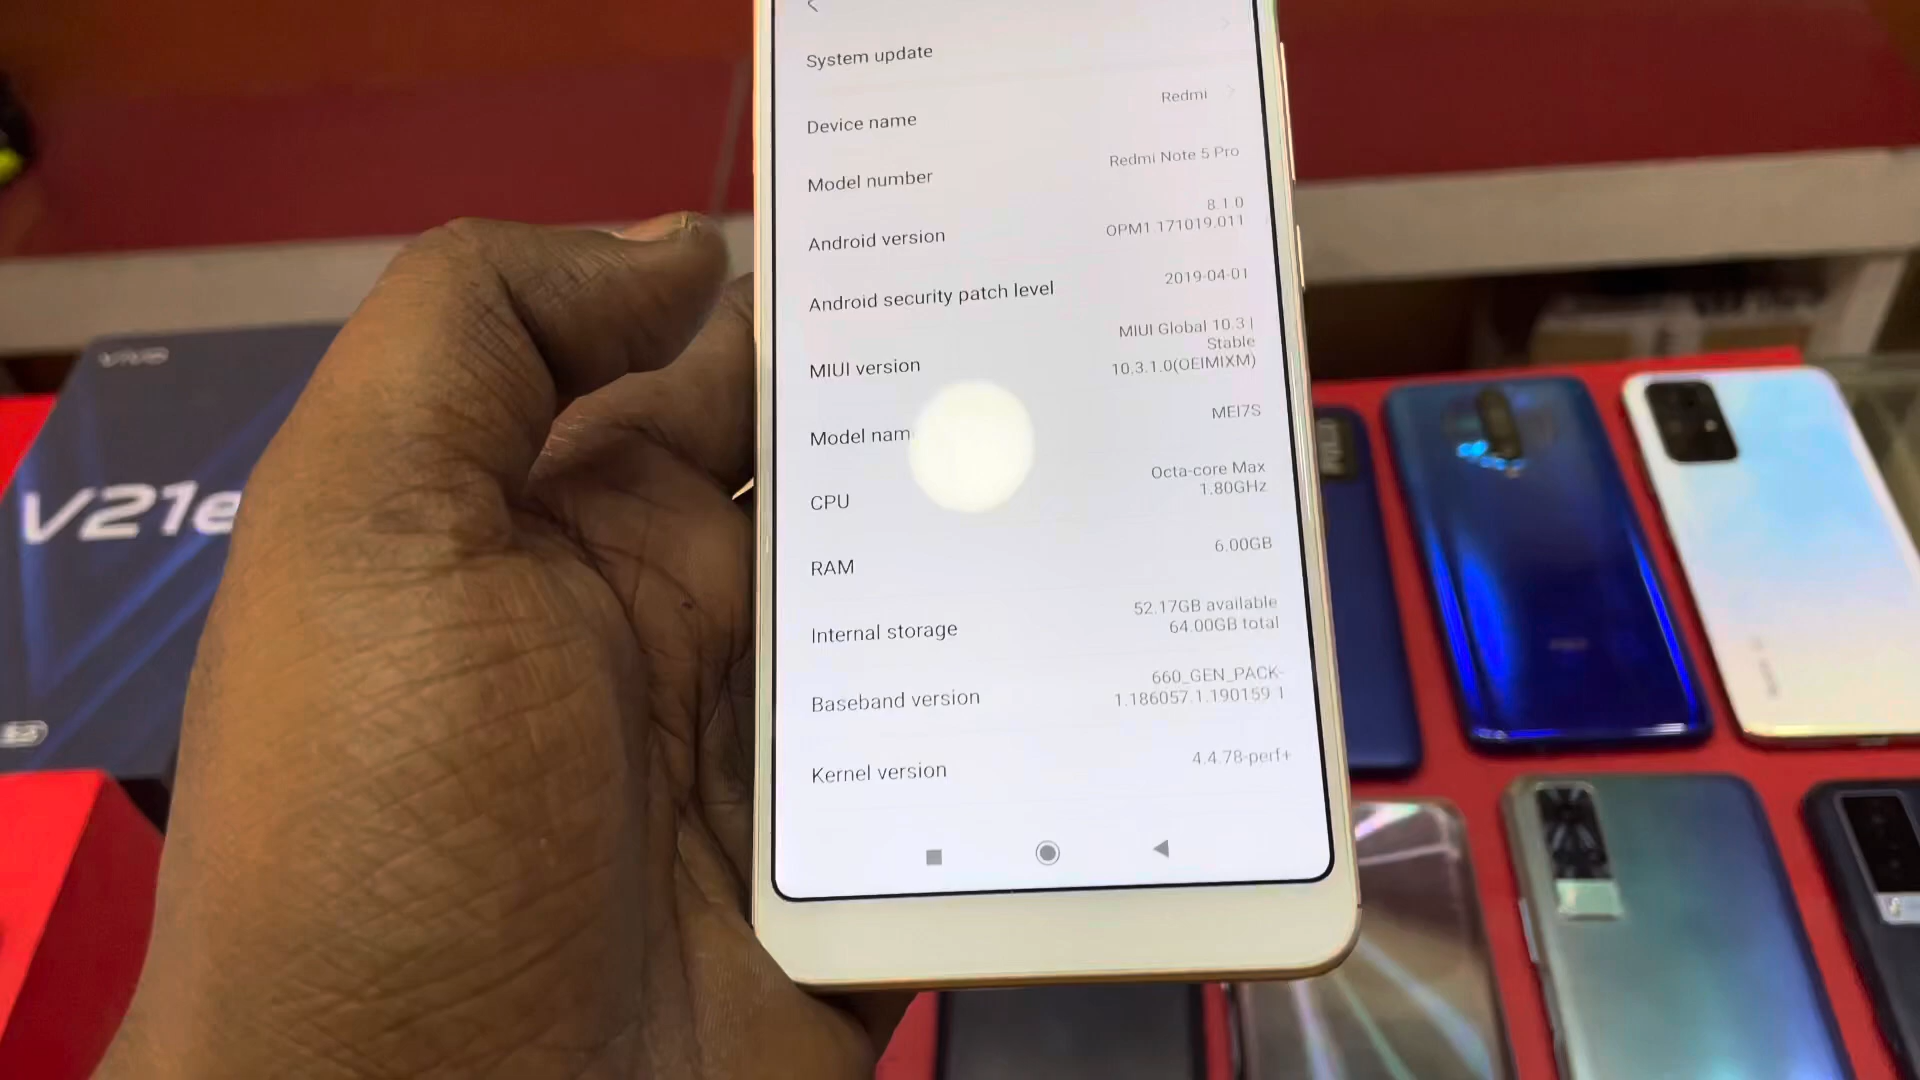 System update
Device name
Redmi
Model number
Redmi Note 5 Pro
Android version
8.1.0
OPM1 171019.011
Android security patch level
2019-04-01
MIUI version
MIUI Global 10.3 |
Stable
10.3.1.0(OEIMIXM)
Model nam
MEI7S
CPU
Octa-core Max
1.80GHz
RAM
6.00GB
Internal storage
52.17GB available
64.00GB total
Baseband version
660_GEN_PACK-
1.186057.1.190159 1
Kernel version
4.4.78-perf+
vivo
V21e